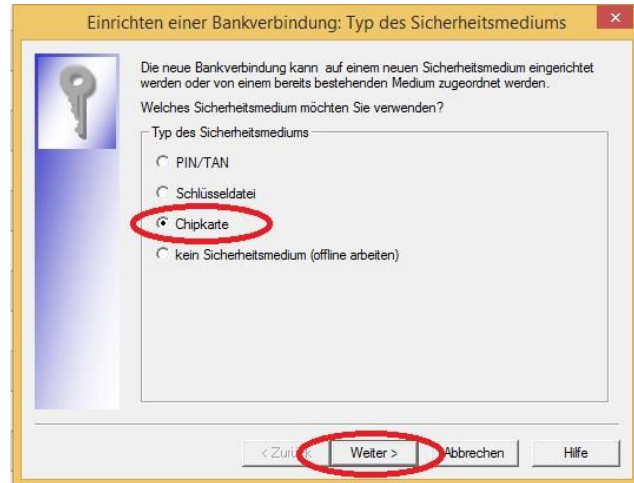 Einrichten einer Bankverbindung: Typ des Sicherheitsmediums
Die neue Bankverbindung kann auf einem neuen Sicherheitsmedium eingerichtet
werden oder von einem bereits bestehenden Medium zugeordnet werden.
Welches Sicherheitsmedium möchten Sie verwenden?
Typ des Sicherheitsmediums
PIN/TAN
Schlüsseldatei
Chipkarte
kein Sicherheitsmedium (offline arbeiten)
< Zurück Weiter > Abbrechen Hilfe